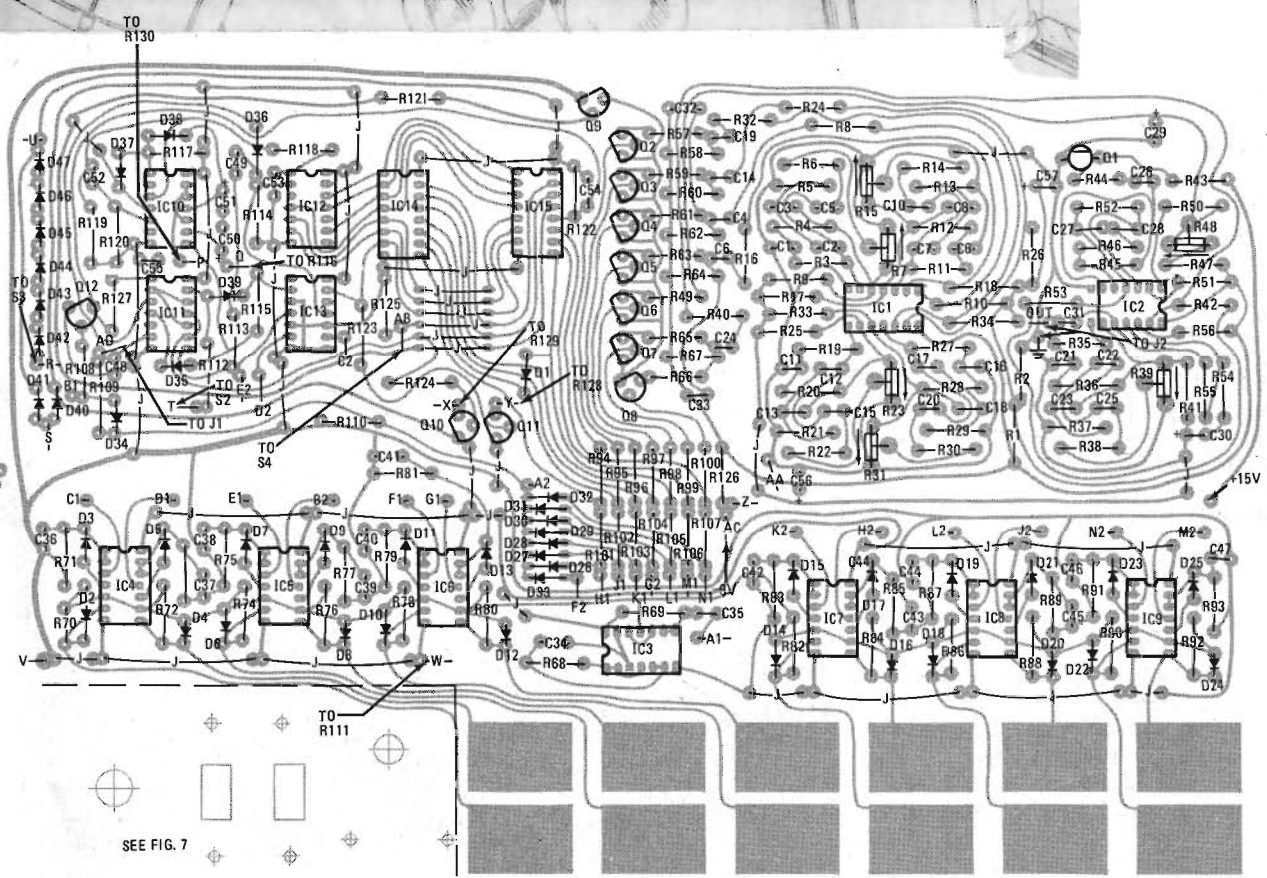 TO
R130
-U-
D47
D46
D45
D44
D43
D42
-R-
D41
S
D40
B1
R108
R109
D34
J
D37
D38
R117
C52
IC10
R119
R120
C55
P
R127
IC11
AD
C48
D35
R112
T
TO
S2
E2
TO J1
TO
S3
D36
C49
R118
C51
C53
R114
C50
IC12
TO R116
D39
R115
R113
IC13
D2
C2
R123
R125
AB
R121
J
IC14
J
IC15
C54
R122
J
J
TO
R129
D1
TO
R128
R124
-X-
Y-
Q10
Q11
R110
TO
S4
Q9
Q2
Q3
Q4
Q5
Q6
Q7
Q8
C32
R57
R58
R59
R60
R61
R62
R63
R64
R49
R40
R65
R67
R66
C33
R32
C19
C14
C4
C6
R16
C24
R24
R8
R6
R5
C3
C5
R4
C1
C2
R3
R9
R17
R33
R25
R15
R14
R13
C10
C8
R12
R7
C7
R11
IC1
R18
R10
R34
R19
C11
C12
R20
C13
C15
R21
R22
R23
R31
C17
R27
C16
R28
C20
C18
R29
R30
AA
C56
J
C57
R26
R2
R1
Q1
C29
C26
R44
R43
R52
R50
C27
C28
R48
R46
R45
R47
R51
R53
OUT
C31
IC2
R42
R56
R35
TO J2
C21
C22
R36
R39
C23
C25
R37
R38
R41
R55
R54
C30
+15V
C41
R81
A2
D32
D31
D30
D29
D28
D27
D26
D33
R94
R95
R96
R97
R98
R99
R100
R126
-Z-
R101
R102
R103
R104
R105
R106
R107
AC
F2
H1
J1
K1
G2
L1
M1
N1
R69
C35
-A1-
C34
R68
IC3
C1-
D1-
E1-
B2-
F1-
G1-
C36
D3
R71
IC4
D2
R70
D5
C38
D7
R75
C37
R72
D4
R74
D6
IC5
D9
C40
R77
C39
R76
D10
D8
R79
D11
R78
IC6
D13
R80
D12
V-
J
J
W-
TO
R111
K2-
H2-
L2-
J2-
N2-
M2-
C42
D15
R83
D14
R82
IC7
C44
D17
R85
R84
D16
D19
R87
C43
D18
R86
IC8
D21
C46
R89
C45
D20
R88
R91
D23
R90
D22
IC9
D25
C47
R93
R92
D24
J
J
J
SEE FIG. 7